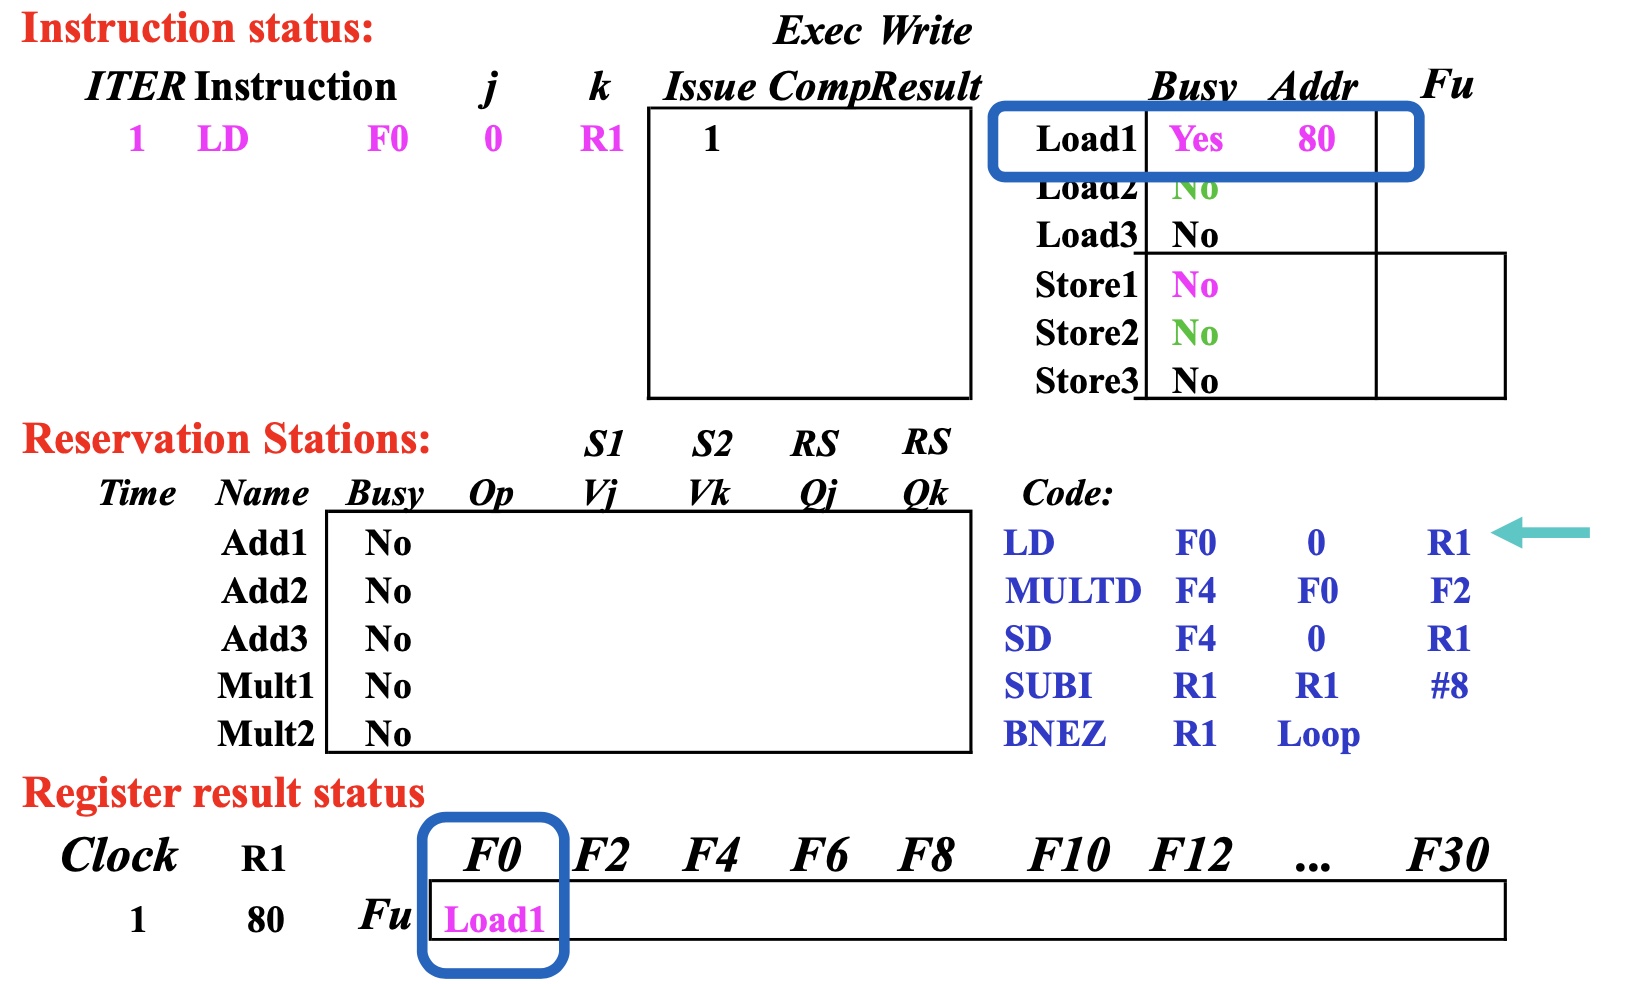 Instruction status: Exec Write
ITER Instruction j k Issue Comp Result Busy Addr Fu
1 LD F0 0 R1 1 Load1 Yes 80
Load2 No
Load3 No
Store1 No
Store2 No
Store3 No
Reservation Stations: S1 S2 RS RS
Time Name Busy Op Vj Vk Qj Qk Code:
Add1 No LD F0 0 R1
Add2 No MULTD F4 F0 F2
Add3 No SD F4 0 R1
Mult1 No SUBI R1 R1 #8
Mult2 No BNEZ R1 Loop
Register result status
Clock R1 F0 F2 F4 F6 F8 F10 F12 ... F30
1 80 Fu Load1